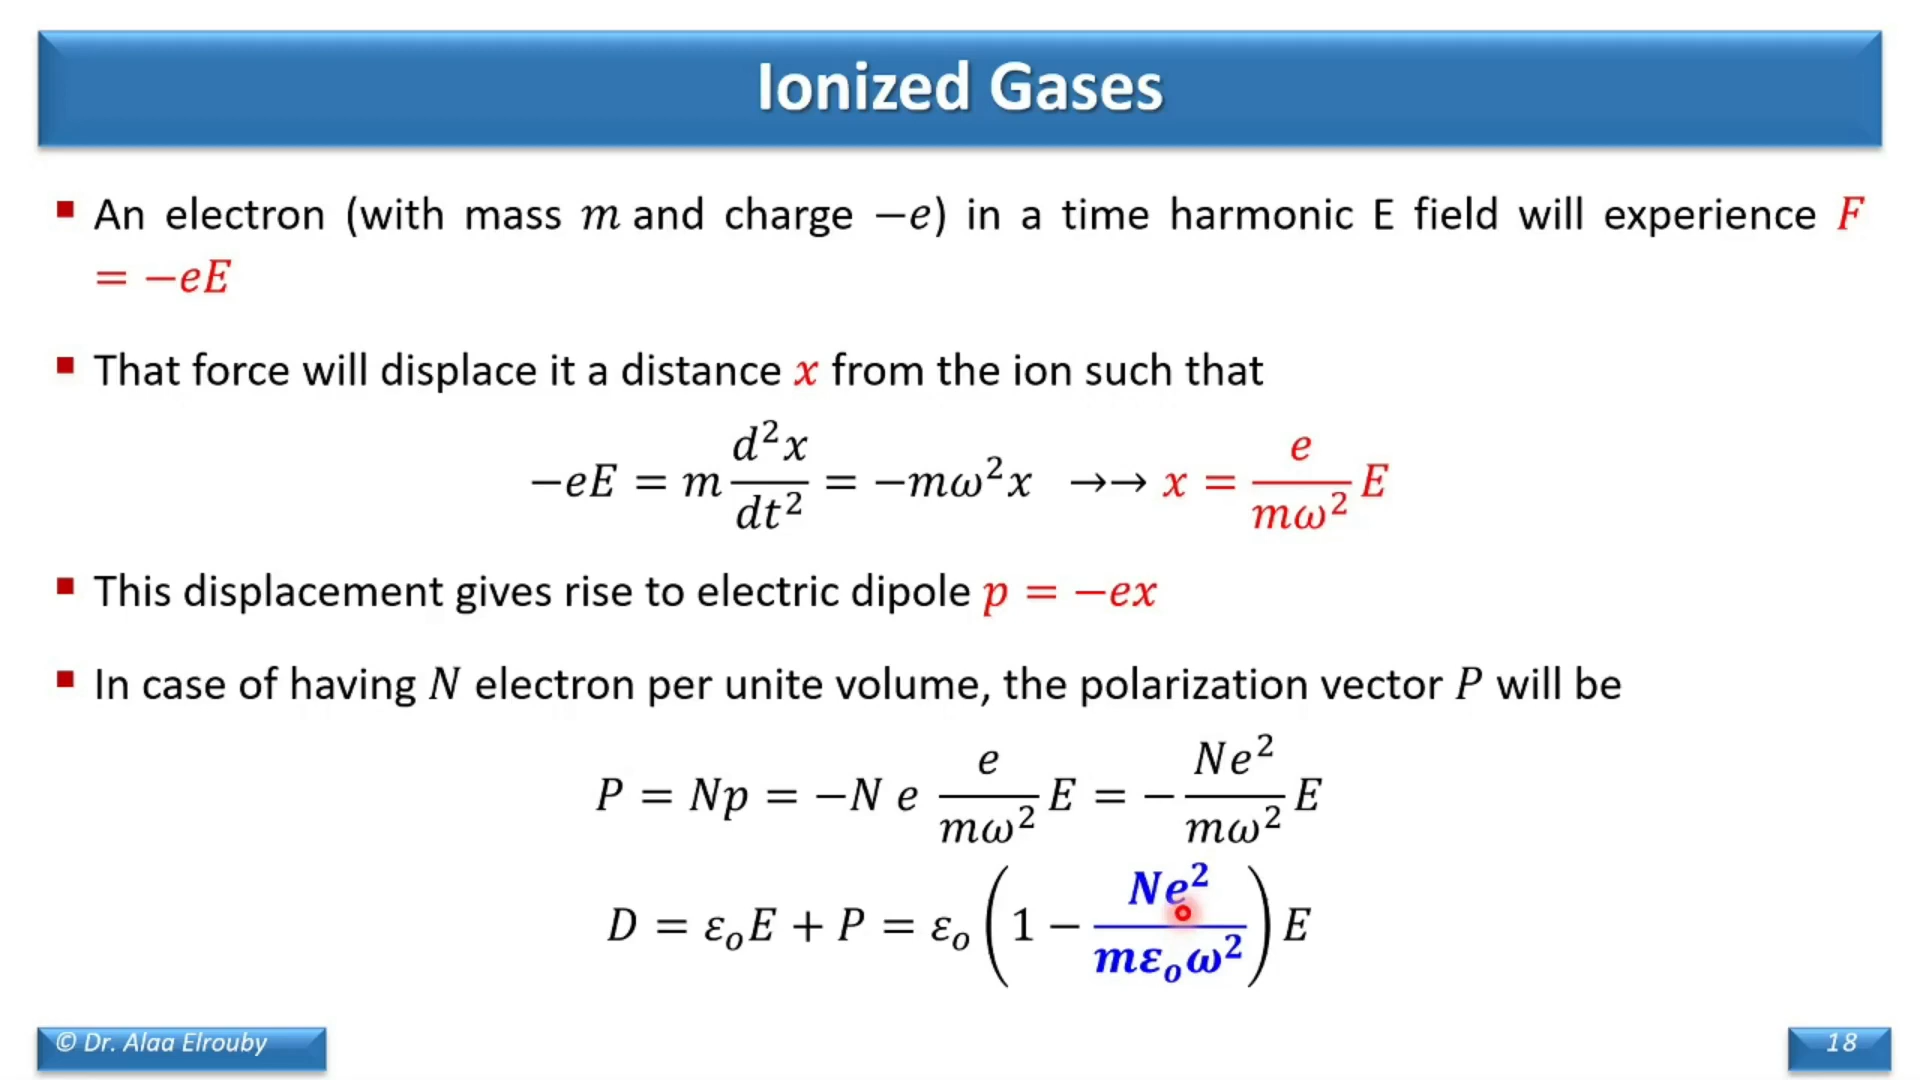 Ionized Gases
▪ An electron (with mass 𝑚 and charge −𝑒) in a time harmonic E field will experience 𝐹
= −𝑒𝐸
▪ That force will displace it a distance 𝑥 from the ion such that
−𝑒𝐸 = 𝑚 d²x/dt² = −𝑚ω²𝑥 →→ 𝑥 = e/mω² 𝐸
▪ This displacement gives rise to electric dipole 𝑝 = −𝑒𝑥
▪ In case of having 𝑁 electron per unite volume, the polarization vector 𝑃 will be
𝑃 = 𝑁𝑝 = −𝑁 𝑒 e/mω² 𝐸 = − Ne²/mω² 𝐸
𝐷 = εₒ𝐸 + 𝑃 = εₒ (1 − Ne²/mεₒω²) 𝐸
© Dr. Alaa Elrouby
18